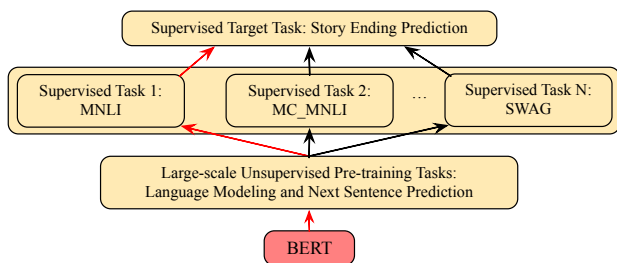 Supervised Target Task: Story Ending Prediction
Supervised Task 1:
MNLI
Supervised Task 2:
MC_MNLI
...
Supervised Task N:
SWAG
Large-scale Unsupervised Pre-training Tasks:
Language Modeling and Next Sentence Prediction
BERT